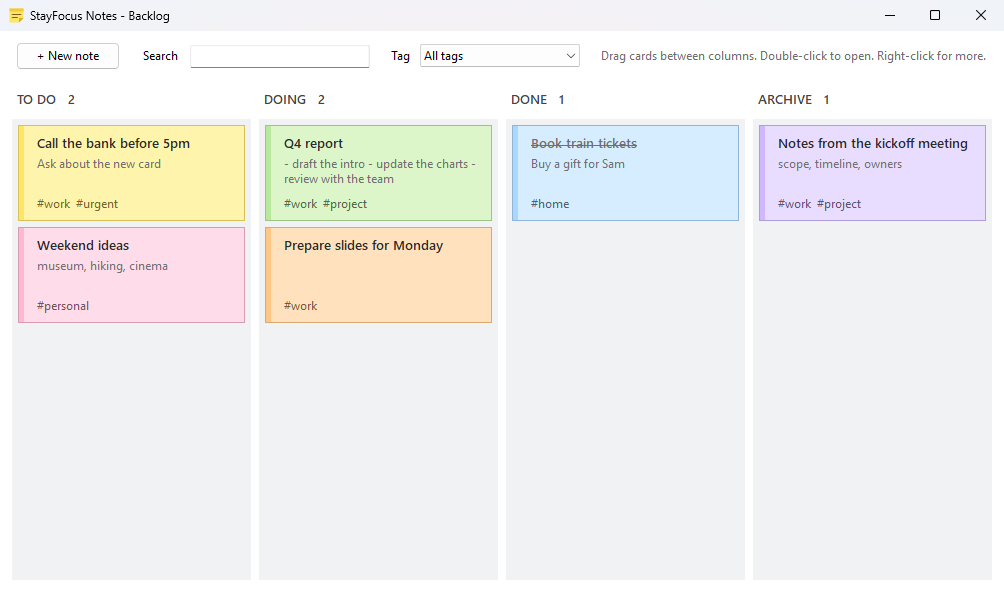 StayFocus Notes - Backlog
+ New note
Search
Tag
All tags
Drag cards between columns. Double-click to open. Right-click for more.
TO DO 2
Call the bank before 5pm
Ask about the new card
#work #urgent
Weekend ideas
museum, hiking, cinema
#personal
DOING 2
Q4 report
- draft the intro - update the charts -
review with the team
#work #project
Prepare slides for Monday
#work
DONE 1
Book train tickets
Buy a gift for Sam
#home
ARCHIVE 1
Notes from the kickoff meeting
scope, timeline, owners
#work #project